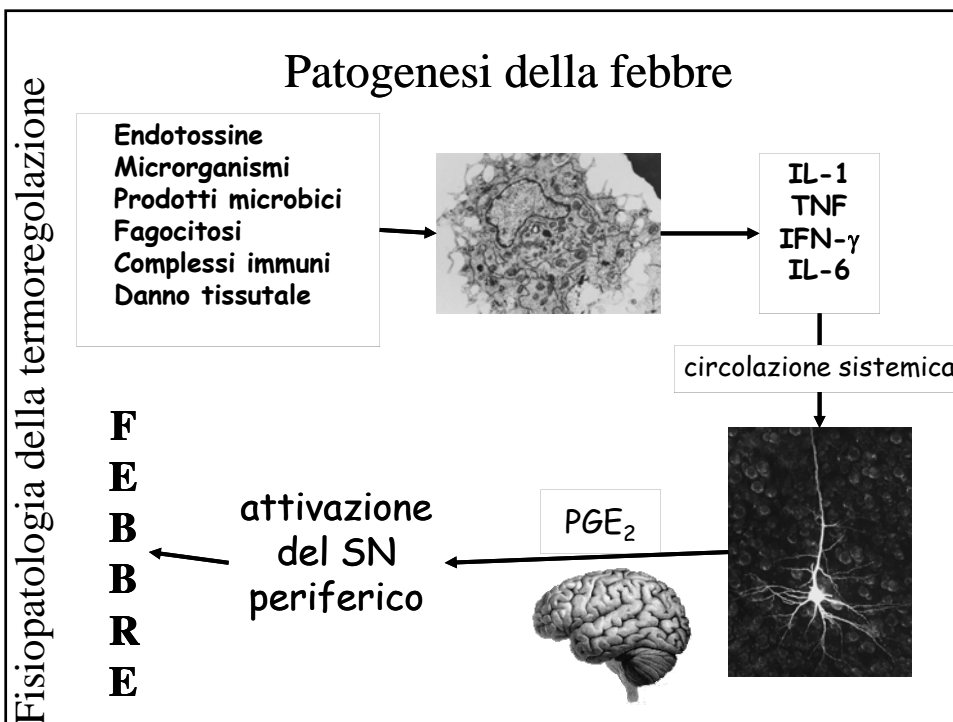 Fisiopatologia della termoregolazione
Patogenesi della febbre
Endotossine
Microrganismi
Prodotti microbici
Fagocitosi
Complessi immuni
Danno tissutale
IL-1
TNF
IFN-γ
IL-6
circolazione sistemica
PGE₂
attivazione
del SN
periferico
F
E
B
B
R
E